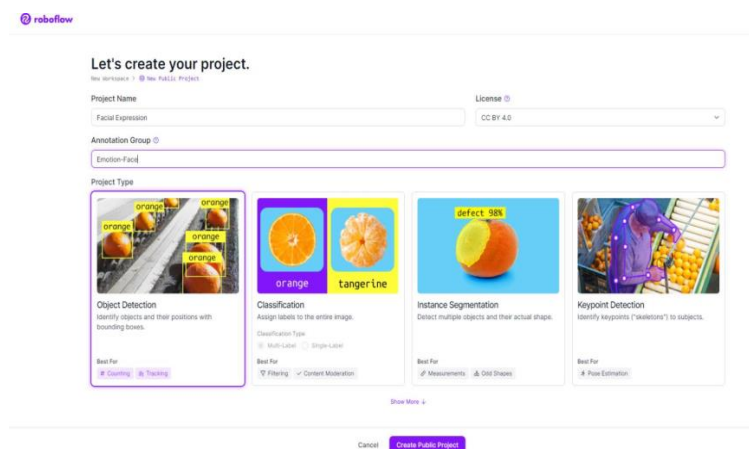 roboflow
Let's create your project.
New Workspace > New Public Project
Project Name
License
Facial Expression
CC BY 4.0
Annotation Group
Emotion-Face
Project Type
orange
orange
orange
orange
orange
tangerine
defect 98%
Object Detection
Identify objects and their positions with
bounding boxes.
Best For
# Counting
Tracking
Classification
Assign labels to the entire image.
Classification Type
Multi-Label
Single-Label
Best For
Filtering
Content Moderation
Instance Segmentation
Detect multiple objects and their actual shape.
Best For
Measurements
Odd Shapes
Keypoint Detection
Identify keypoints ("skeletons") to subjects.
Best For
Pose Estimation
Show More ↓
Cancel
Create Public Project